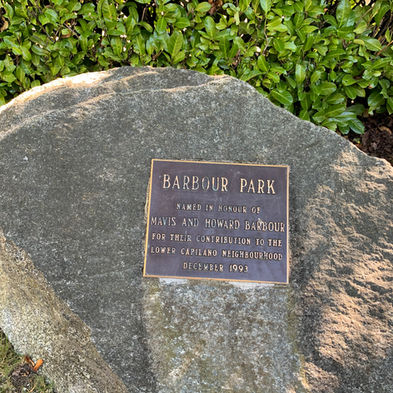 BARBOUR PARK
NAMED IN HONOUR OF
MAVIS AND HOWARD BARBOUR
FOR THEIR CONTRIBUTION TO THE
LOWER CAPILANO NEIGHBOURHOOD
DECEMBER 1993